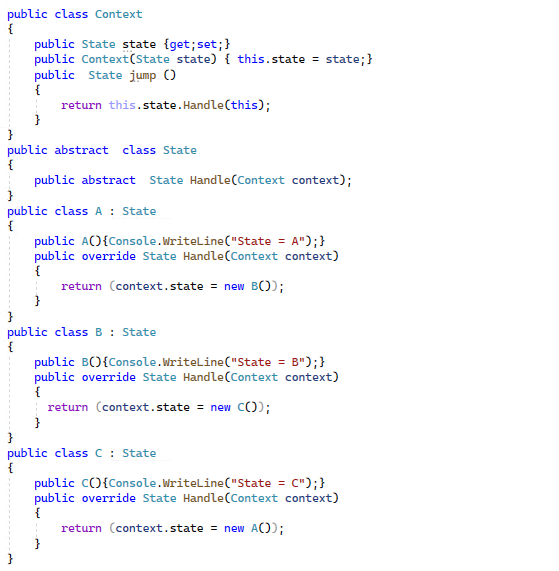 public class Context
{
    public State state {get;set;}
    public Context(State state) { this.state = state;}
    public  State jump ()
    {
        return this.state.Handle(this);
    }
}
public abstract  class State
{
    public abstract  State Handle(Context context);
}
public class A : State
{
    public A(){Console.WriteLine("State = A");}
    public override State Handle(Context context)
    {
        return (context.state = new B());
    }
}
public class B : State
{
    public B(){Console.WriteLine("State = B");}
    public override State Handle(Context context)
    {
      return (context.state = new C());
    }
}
public class C : State
{
    public C(){Console.WriteLine("State = C");}
    public override State Handle(Context context)
    {
        return (context.state = new A());
    }
}